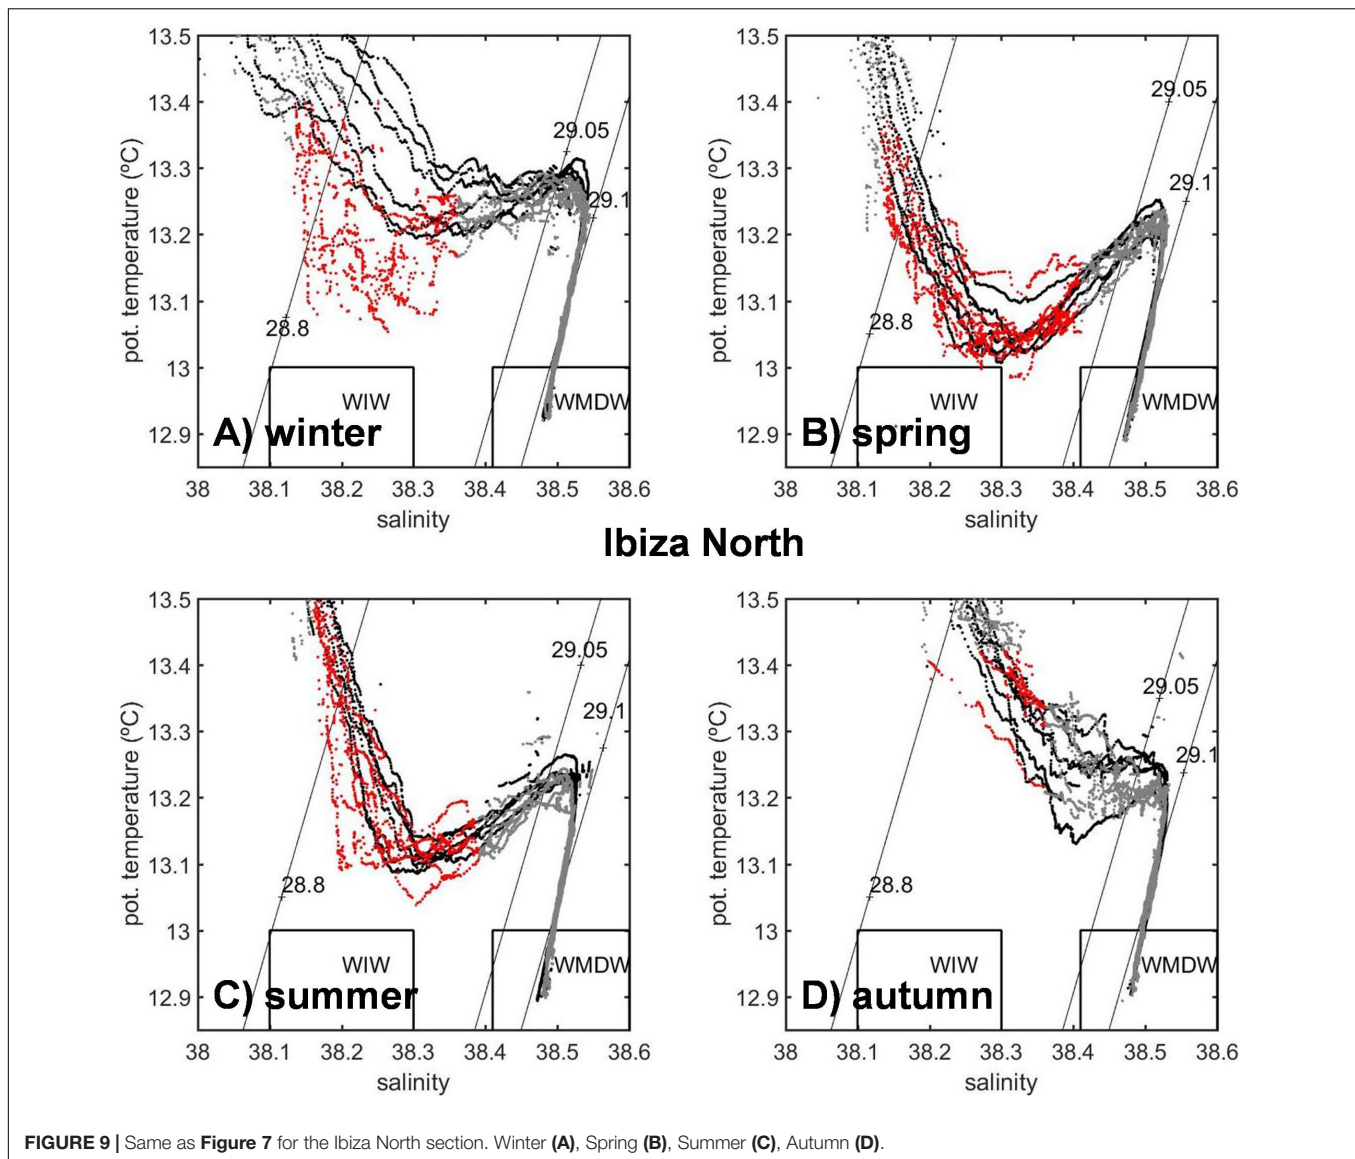 13.5
13.4
13.3
13.2
13.1
13
12.9
pot. temperature (ºC)
29.05
29.1
28.8
WIW
WMDW
A) winter
38 38.1 38.2 38.3 38.4 38.5 38.6
salinity
13.5
13.4
13.3
13.2
13.1
13
12.9
pot. temperature (ºC)
29.05
29.1
28.8
WIW
WMDW
B) spring
38 38.1 38.2 38.3 38.4 38.5 38.6
salinity
Ibiza North
13.5
13.4
13.3
13.2
13.1
13
12.9
pot. temperature (ºC)
29.05
29.1
28.8
WIW
WMDW
C) summer
38 38.1 38.2 38.3 38.4 38.5 38.6
salinity
13.5
13.4
13.3
13.2
13.1
13
12.9
pot. temperature (ºC)
29.05
29.1
28.8
WIW
WMDW
D) autumn
38 38.1 38.2 38.3 38.4 38.5 38.6
salinity
FIGURE 9 | Same as Figure 7 for the Ibiza North section. Winter (A), Spring (B), Summer (C), Autumn (D).